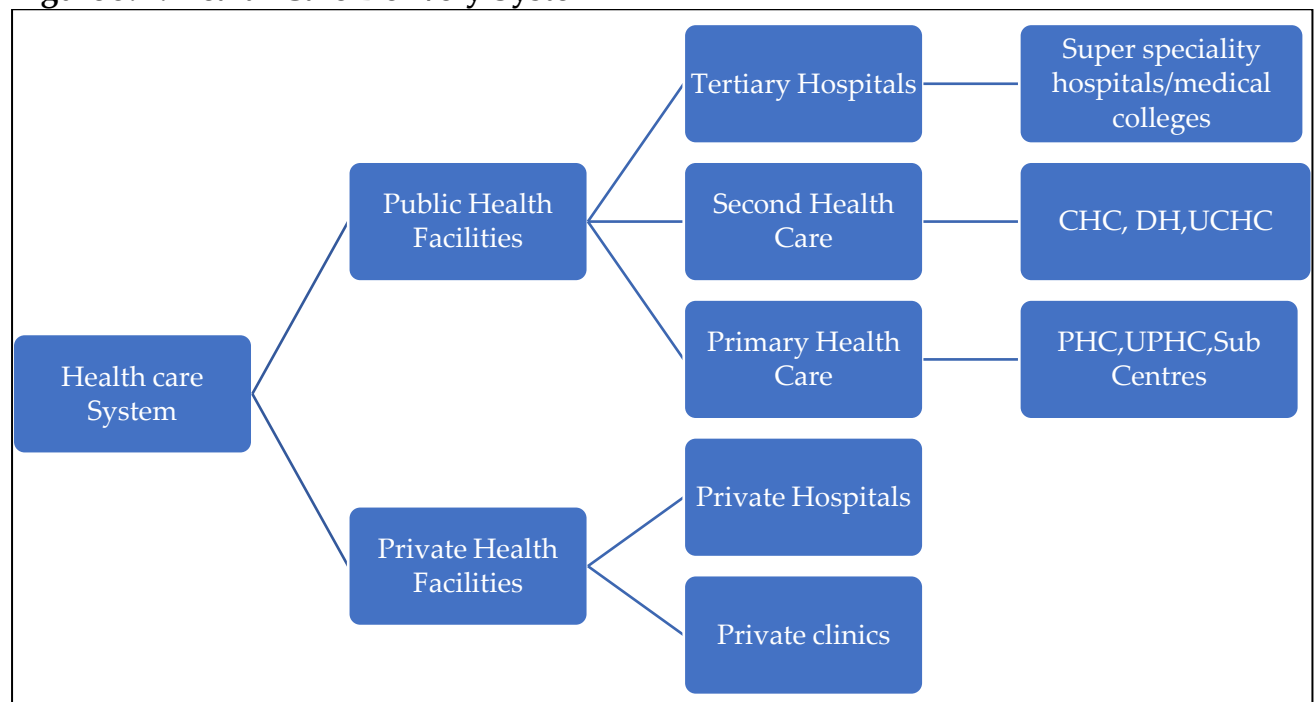 Tertiary Hospitals
Super speciality
hospitals/medical
colleges
Public Health
Facilities
Second Health
Care
CHC, DH,UCHC
Primary Health
Care
PHC,UPHC,Sub
Centres
Health care
System
Private Hospitals
Private Health
Facilities
Private clinics